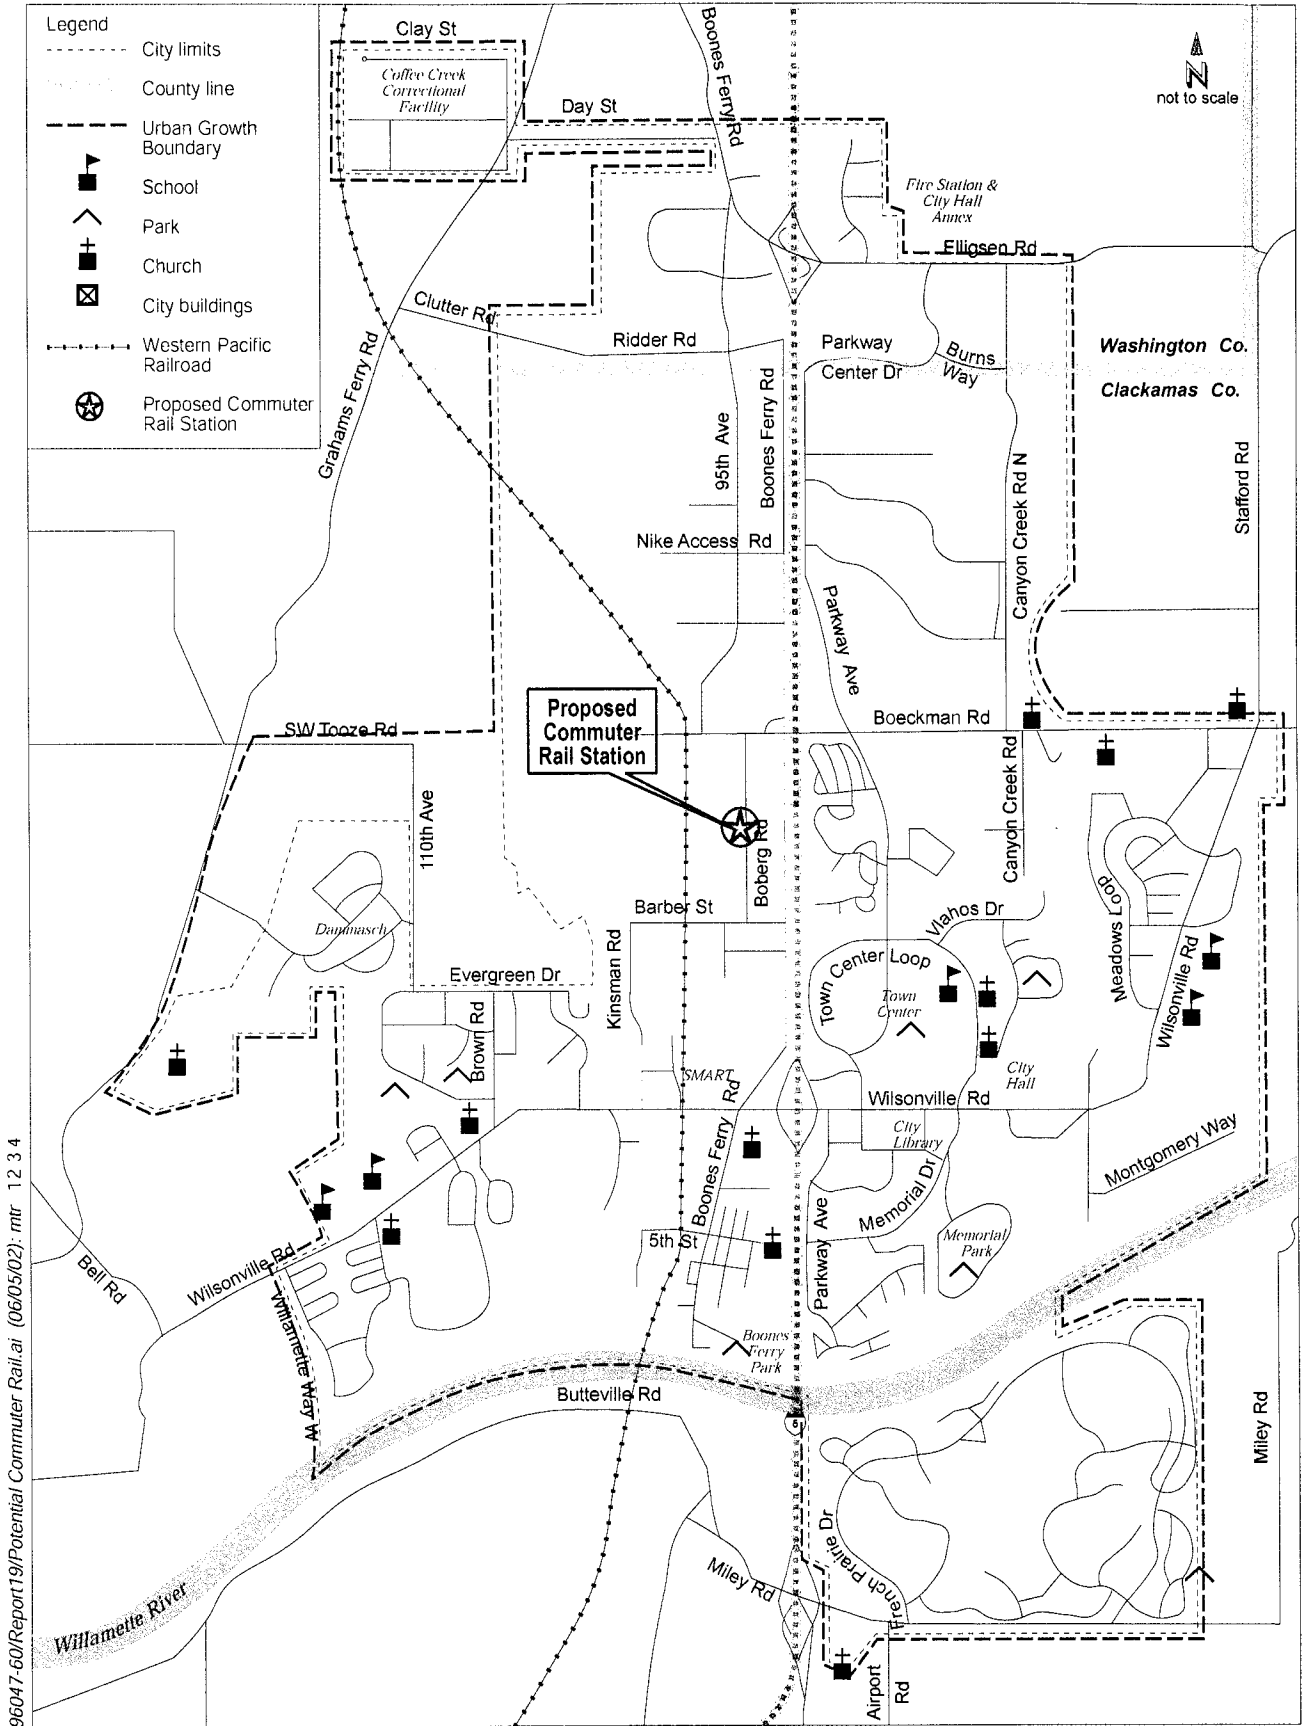 Legend
City limits
County line
Urban Growth
Boundary
School
Park
Church
City buildings
Western Pacific
Railroad
Proposed Commuter
Rail Station
Clay St
Coffee Creek
Correctional
Facility
Boones Ferry Rd
Day St
N
not to scale
Fire Station &
City Hall
Annex
Elligsen Rd
Clutter Rd
Ridder Rd
Parkway
Center Dr
Burns
Way
Washington Co.
Clackamas Co.
Grahams Ferry Rd
95th Ave
Boones Ferry Rd
Canyon Creek Rd N
Stafford Rd
Nike Access Rd
Parkway Ave
Proposed
Commuter
Rail Station
SW Tooze Rd
Boeckman Rd
110th Ave
Boberg Rd
Canyon Creek Rd
Meadows Loop
Barber St
Vlahos Dr
Dammasch
Evergreen Dr
Kinsman Rd
Town Center Loop
Town
Center
Wilsonville Rd
Brown Rd
SMART
City
Hall
Wilsonville Rd
Boones Ferry Rd
City
Library
Montgomery Way
Memorial Dr
Parkway Ave
5th St
Memorial
Park
Bell Rd
Wilsonville Rd
Willamette Way W
Boones
Ferry
Park
Butteville Rd
5
Miley Rd
French Prairie Dr
Miley Rd
Willamette River
Airport
Rd
96047-60/Report19/Potential Commuter Rail.ai (06/05/02): mtr 1 2 3 4